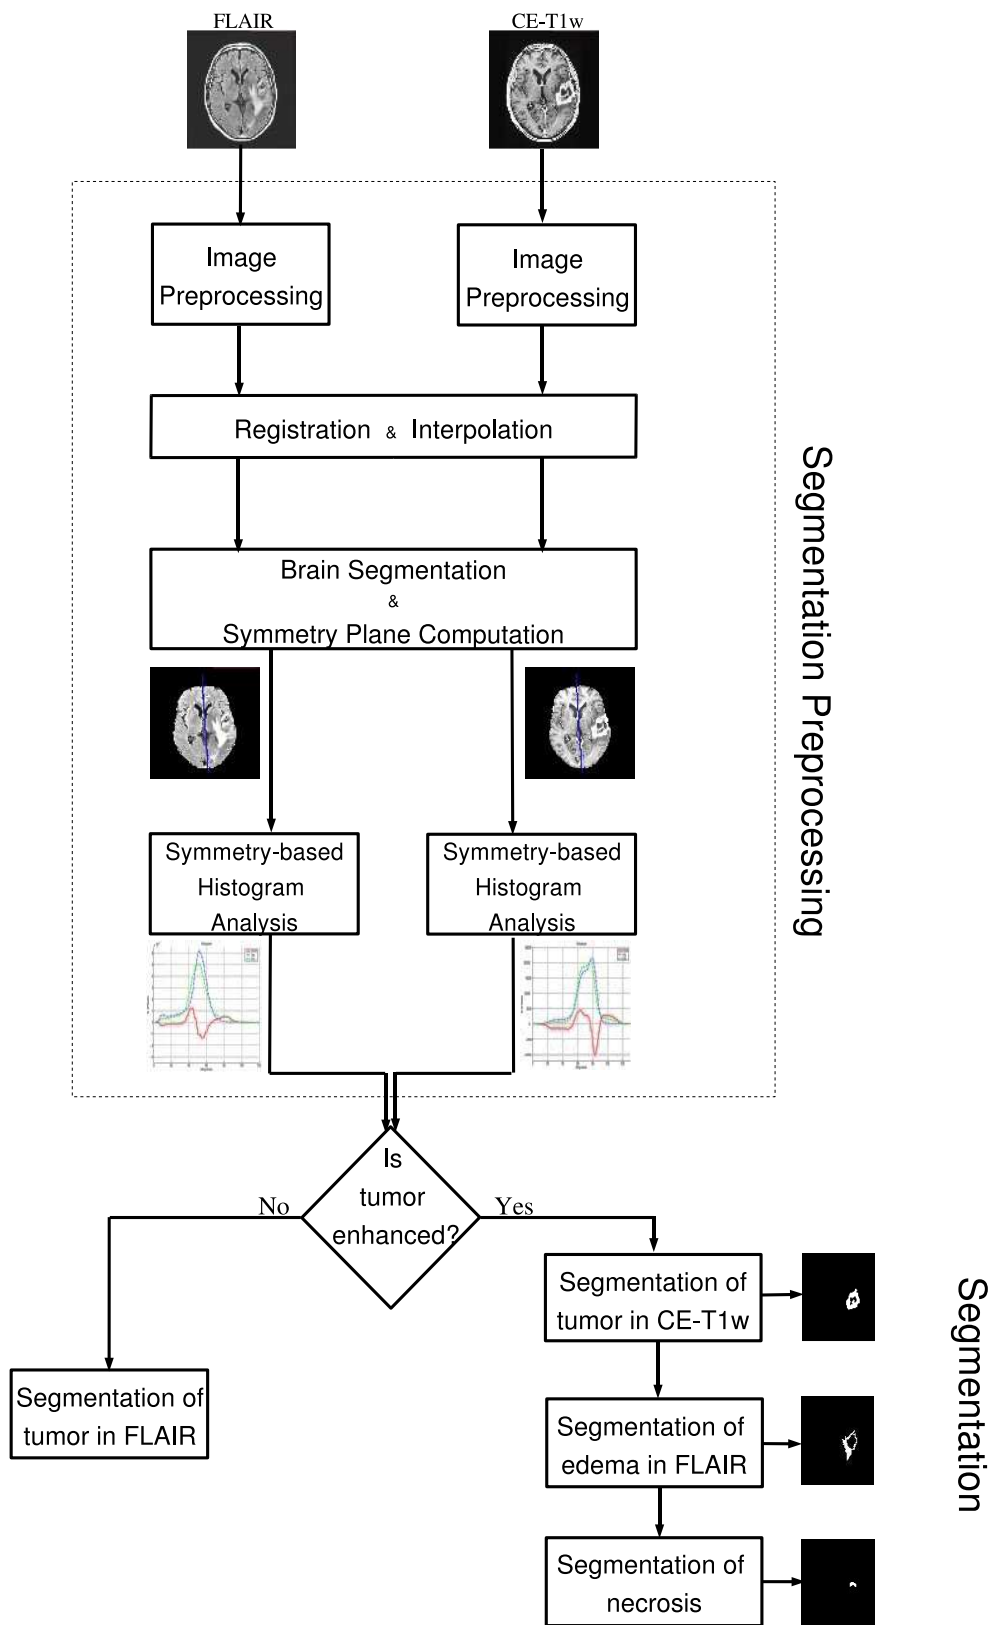 FLAIR
CE-T1w
Image
Preprocessing
Image
Preprocessing
Registration & Interpolation
Brain Segmentation
&
Symmetry Plane Computation
Symmetry-based
Histogram
Analysis
Symmetry-based
Histogram
Analysis
Segmentation Preprocessing
Is
tumor
enhanced?
No
Yes
Segmentation of
tumor in FLAIR
Segmentation of
tumor in CE-T1w
Segmentation of
edema in FLAIR
Segmentation of
necrosis
Segmentation